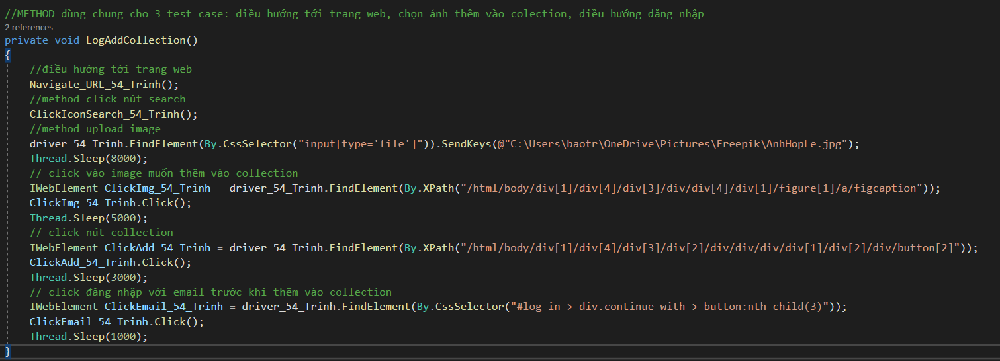 //METHOD dùng chung cho 3 test case: điều hướng tới trang web, chọn ảnh thêm vào colection, điều hướng đăng nhập
2 references
private void LogAddCollection()
{
    //điều hướng tới trang web
    Navigate_URL_54_Trinh();
    //method click nút search
    ClickIconSearch_54_Trinh();
    //method upload image
    driver_54_Trinh.FindElement(By.CssSelector("input[type='file']")).SendKeys(@"C:\Users\baotr\OneDrive\Pictures\Freepik\AnhHopLe.jpg");
    Thread.Sleep(8000);
    // click vào image muốn thêm vào collection
    IWebElement ClickImg_54_Trinh = driver_54_Trinh.FindElement(By.XPath("/html/body/div[1]/div[4]/div[3]/div/div[4]/div[1]/figure[1]/a/figcaption"));
    ClickImg_54_Trinh.Click();
    Thread.Sleep(5000);
    // click nút collection
    IWebElement ClickAdd_54_Trinh = driver_54_Trinh.FindElement(By.XPath("/html/body/div[1]/div[4]/div[3]/div[2]/div/div/div/div[1]/div[2]/div/button[2]"));
    ClickAdd_54_Trinh.Click();
    Thread.Sleep(3000);
    // click đăng nhập với email trước khi thêm vào collection
    IWebElement ClickEmail_54_Trinh = driver_54_Trinh.FindElement(By.CssSelector("#log-in > div.continue-with > button:nth-child(3)"));
    ClickEmail_54_Trinh.Click();
    Thread.Sleep(1000);
}